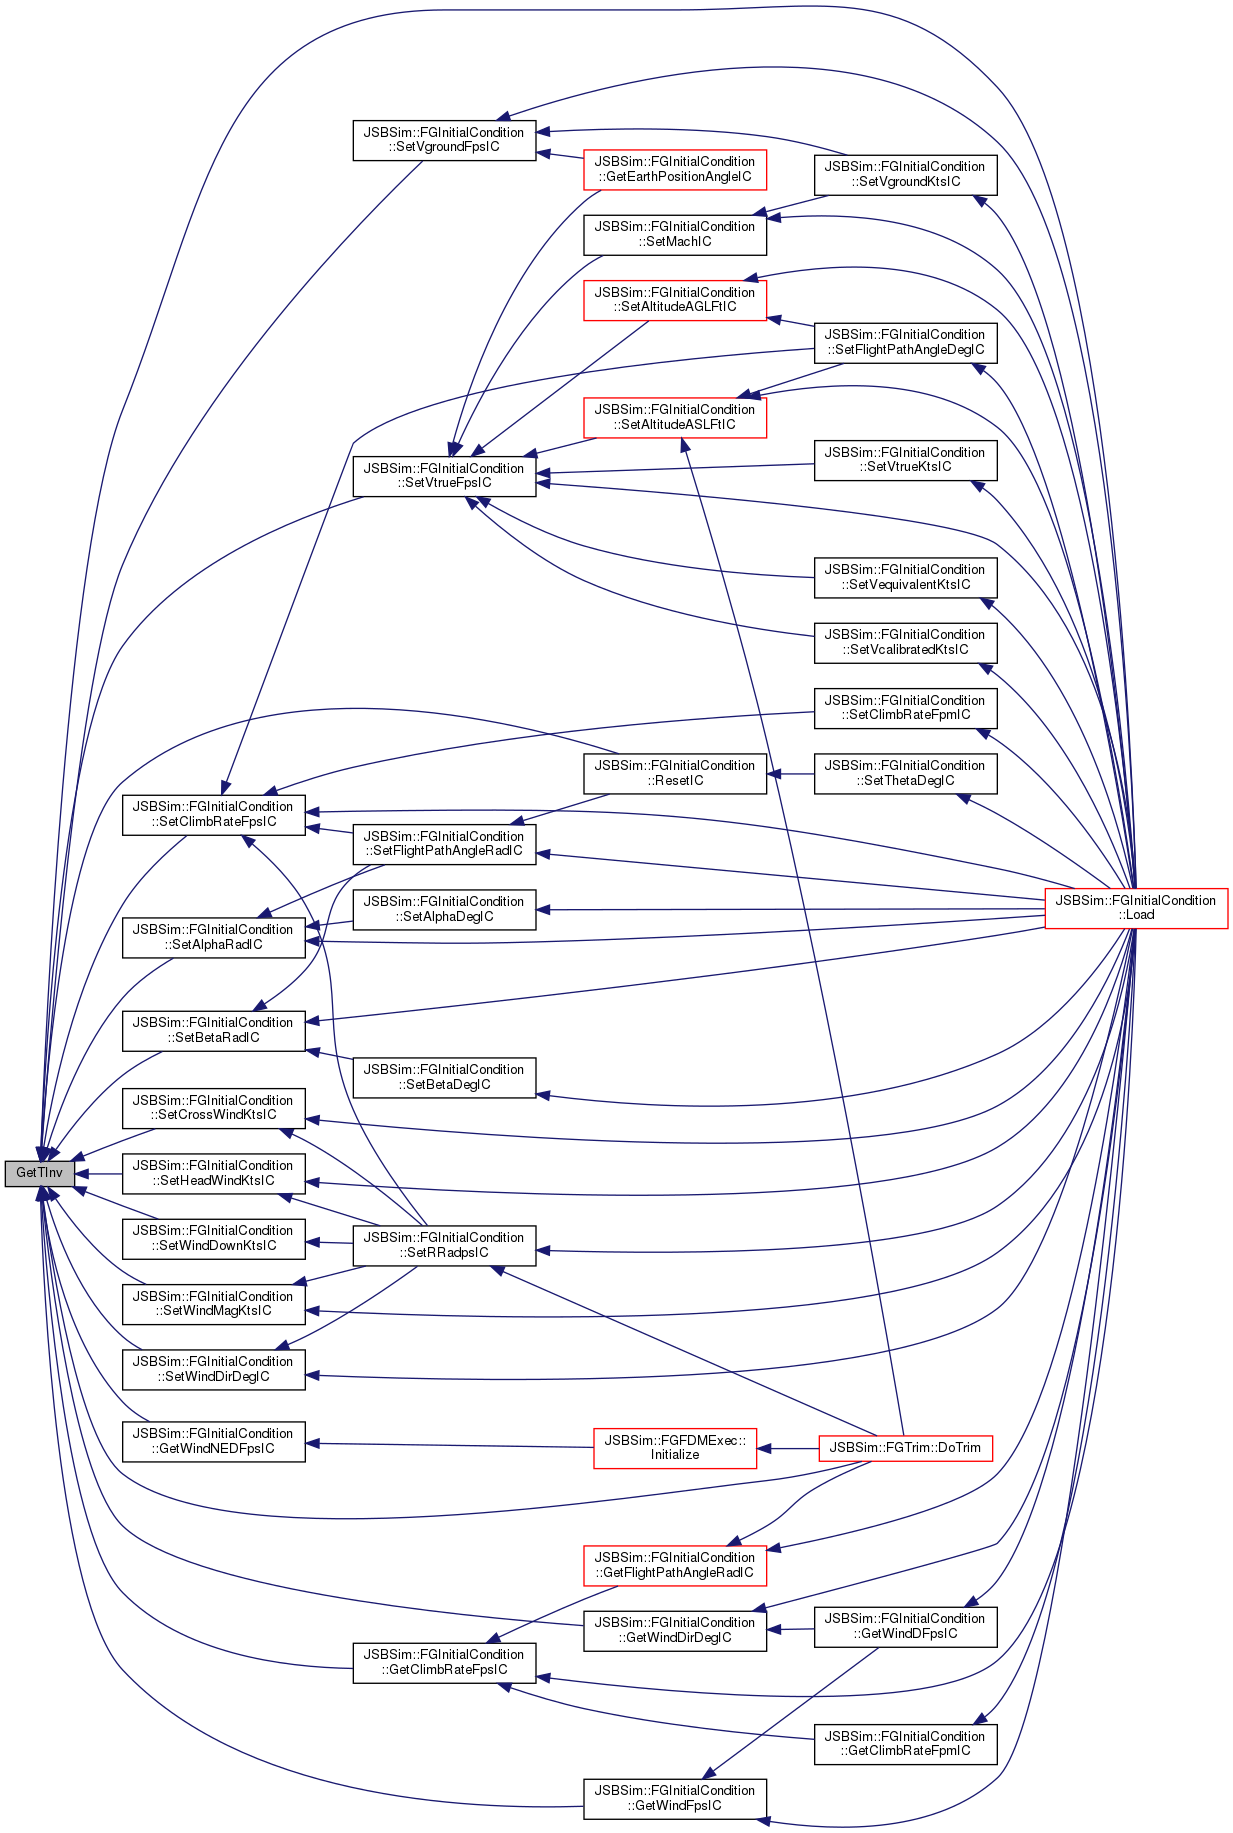 JSBSim::FGInitialCondition
::SetVgroundFpsIC
JSBSim::FGInitialCondition
::GetEarthPositionAngleIC
JSBSim::FGInitialCondition
::SetVgroundKtsIC
JSBSim::FGInitialCondition
::SetMachIC
JSBSim::FGInitialCondition
::SetAltitudeAGLFtIC
JSBSim::FGInitialCondition
::SetFlightPathAngleDegIC
JSBSim::FGInitialCondition
::SetAltitudeASLFtIC
JSBSim::FGInitialCondition
::SetVtrueKtsIC
JSBSim::FGInitialCondition
::SetVtrueFpsIC
JSBSim::FGInitialCondition
::SetVequivalentKtsIC
JSBSim::FGInitialCondition
::SetVcalibratedKtsIC
JSBSim::FGInitialCondition
::SetClimbRateFpmIC
JSBSim::FGInitialCondition
::ResetIC
JSBSim::FGInitialCondition
::SetThetaDegIC
JSBSim::FGInitialCondition
::SetClimbRateFpsIC
JSBSim::FGInitialCondition
::SetFlightPathAngleRadIC
JSBSim::FGInitialCondition
::SetAlphaDegIC
JSBSim::FGInitialCondition
::Load
JSBSim::FGInitialCondition
::SetAlphaRadIC
JSBSim::FGInitialCondition
::SetBetaRadIC
JSBSim::FGInitialCondition
::SetBetaDegIC
JSBSim::FGInitialCondition
::SetCrossWindKtsIC
GetTInv
JSBSim::FGInitialCondition
::SetHeadWindKtsIC
JSBSim::FGInitialCondition
::SetWindDownKtsIC
JSBSim::FGInitialCondition
::SetRRadpsIC
JSBSim::FGInitialCondition
::SetWindMagKtsIC
JSBSim::FGInitialCondition
::SetWindDirDegIC
JSBSim::FGInitialCondition
::GetWindNEDFpsIC
JSBSim::FGFDMExec::
Initialize
JSBSim::FGTrim::DoTrim
JSBSim::FGInitialCondition
::GetFlightPathAngleRadIC
JSBSim::FGInitialCondition
::GetWindDirDegIC
JSBSim::FGInitialCondition
::GetWindDFpsIC
JSBSim::FGInitialCondition
::GetClimbRateFpsIC
JSBSim::FGInitialCondition
::GetClimbRateFpmIC
JSBSim::FGInitialCondition
::GetWindFpsIC